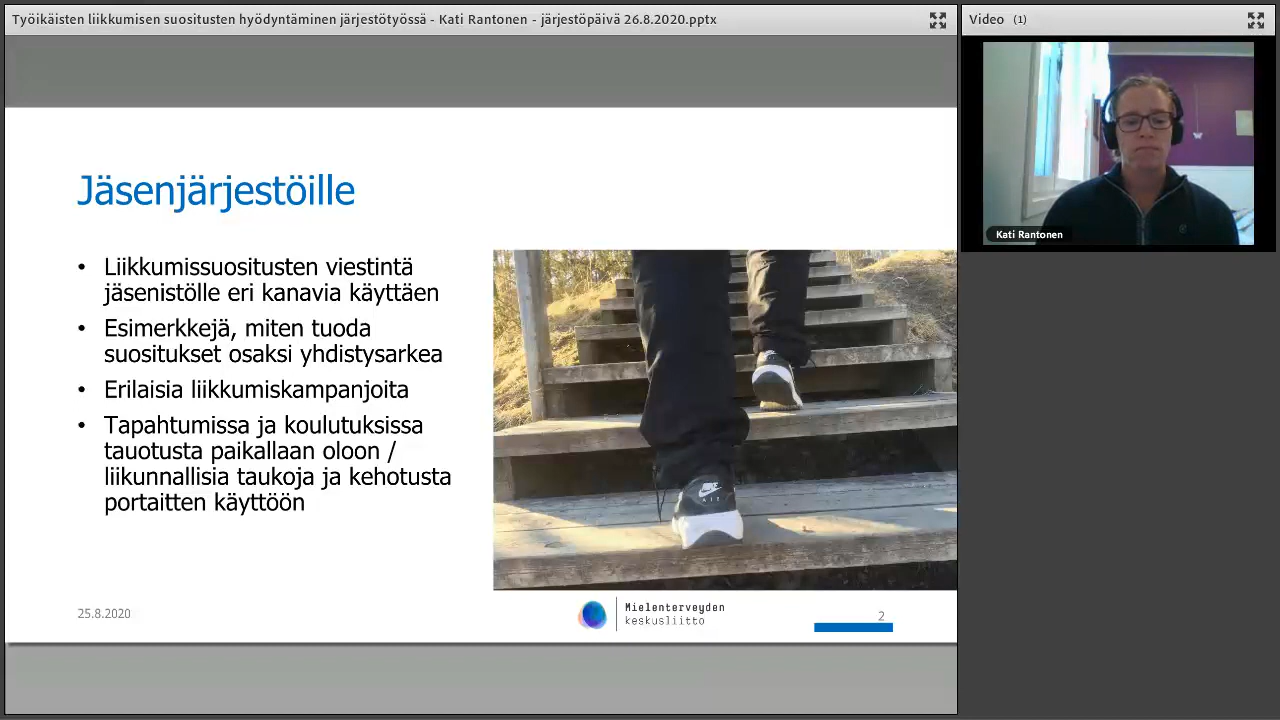 Työikäisten liikkumisen suositusten hyödyntäminen järjestötyössä - Kati Rantonen - järjestöpäivä 26.8.2020.pptx
Video (1)
Kati Rantonen
Jäsenjärjestöille
• Liikkumissuositusten viestintä
jäsenistölle eri kanavia käyttäen
• Esimerkkejä, miten tuoda
suositukset osaksi yhdistysarkea
• Erilaisia liikkumiskampanjoita
• Tapahtumissa ja koulutuksissa
tauotusta paikallaan oloon /
liikunnallisia taukoja ja kehotusta
portaitten käyttöön
AIR
25.8.2020
Mielenterveyden
keskusliitto
2